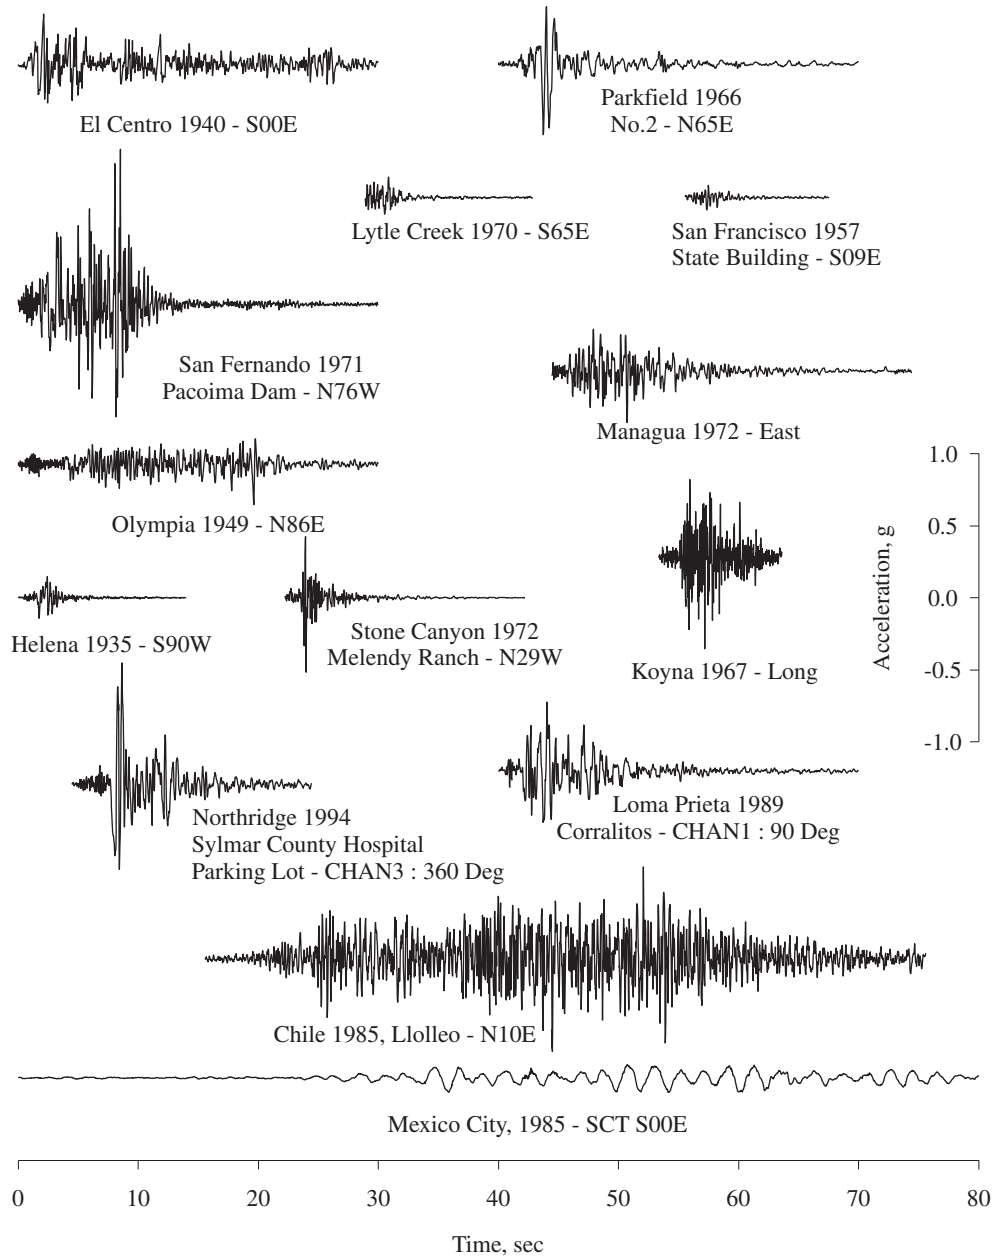 El Centro 1940 - S00E
Parkfield 1966
No.2 - N65E
Lytle Creek 1970 - S65E
San Francisco 1957
State Building - S09E
San Fernando 1971
Pacoima Dam - N76W
Managua 1972 - East
Olympia 1949 - N86E
Helena 1935 - S90W
Stone Canyon 1972
Melendy Ranch - N29W
Koyna 1967 - Long
1.0
0.5
0.0
-0.5
-1.0
Acceleration, g
Northridge 1994
Sylmar County Hospital
Parking Lot - CHAN3 : 360 Deg
Loma Prieta 1989
Corralitos - CHAN1 : 90 Deg
Chile 1985, Llolleo - N10E
Mexico City, 1985 - SCT S00E
0 10 20 30 40 50 60 70 80
Time, sec